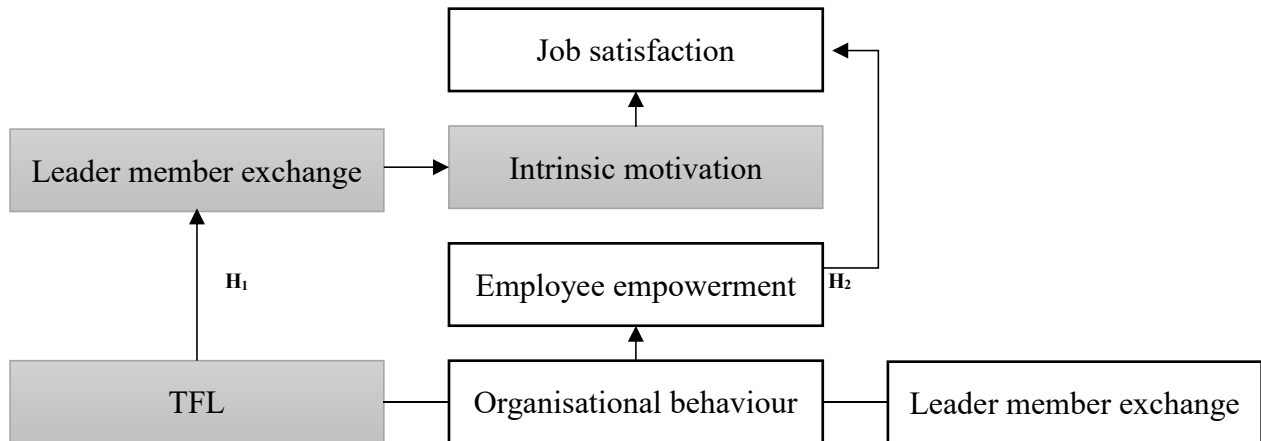 Job satisfaction
Leader member exchange
Intrinsic motivation
H₁
Employee empowerment
H₂
TFL
Organisational behaviour
Leader member exchange